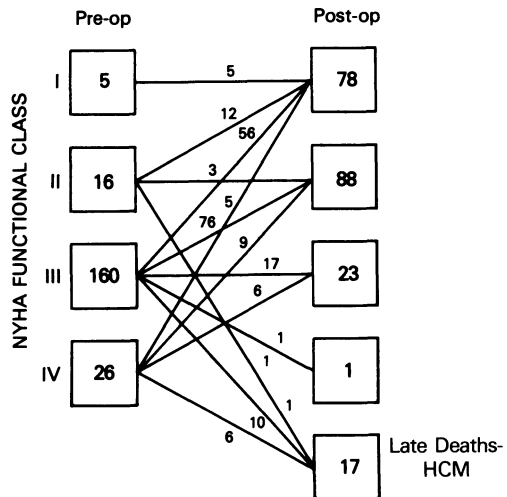 Pre-op
Post-op
NYHA FUNCTIONAL CLASS
I
5
5
78
12
56
II
16
3
88
5
76
9
III
160
17
23
6
IV
26
1
1
1
1
10
6
17
Late Deaths-
HCM